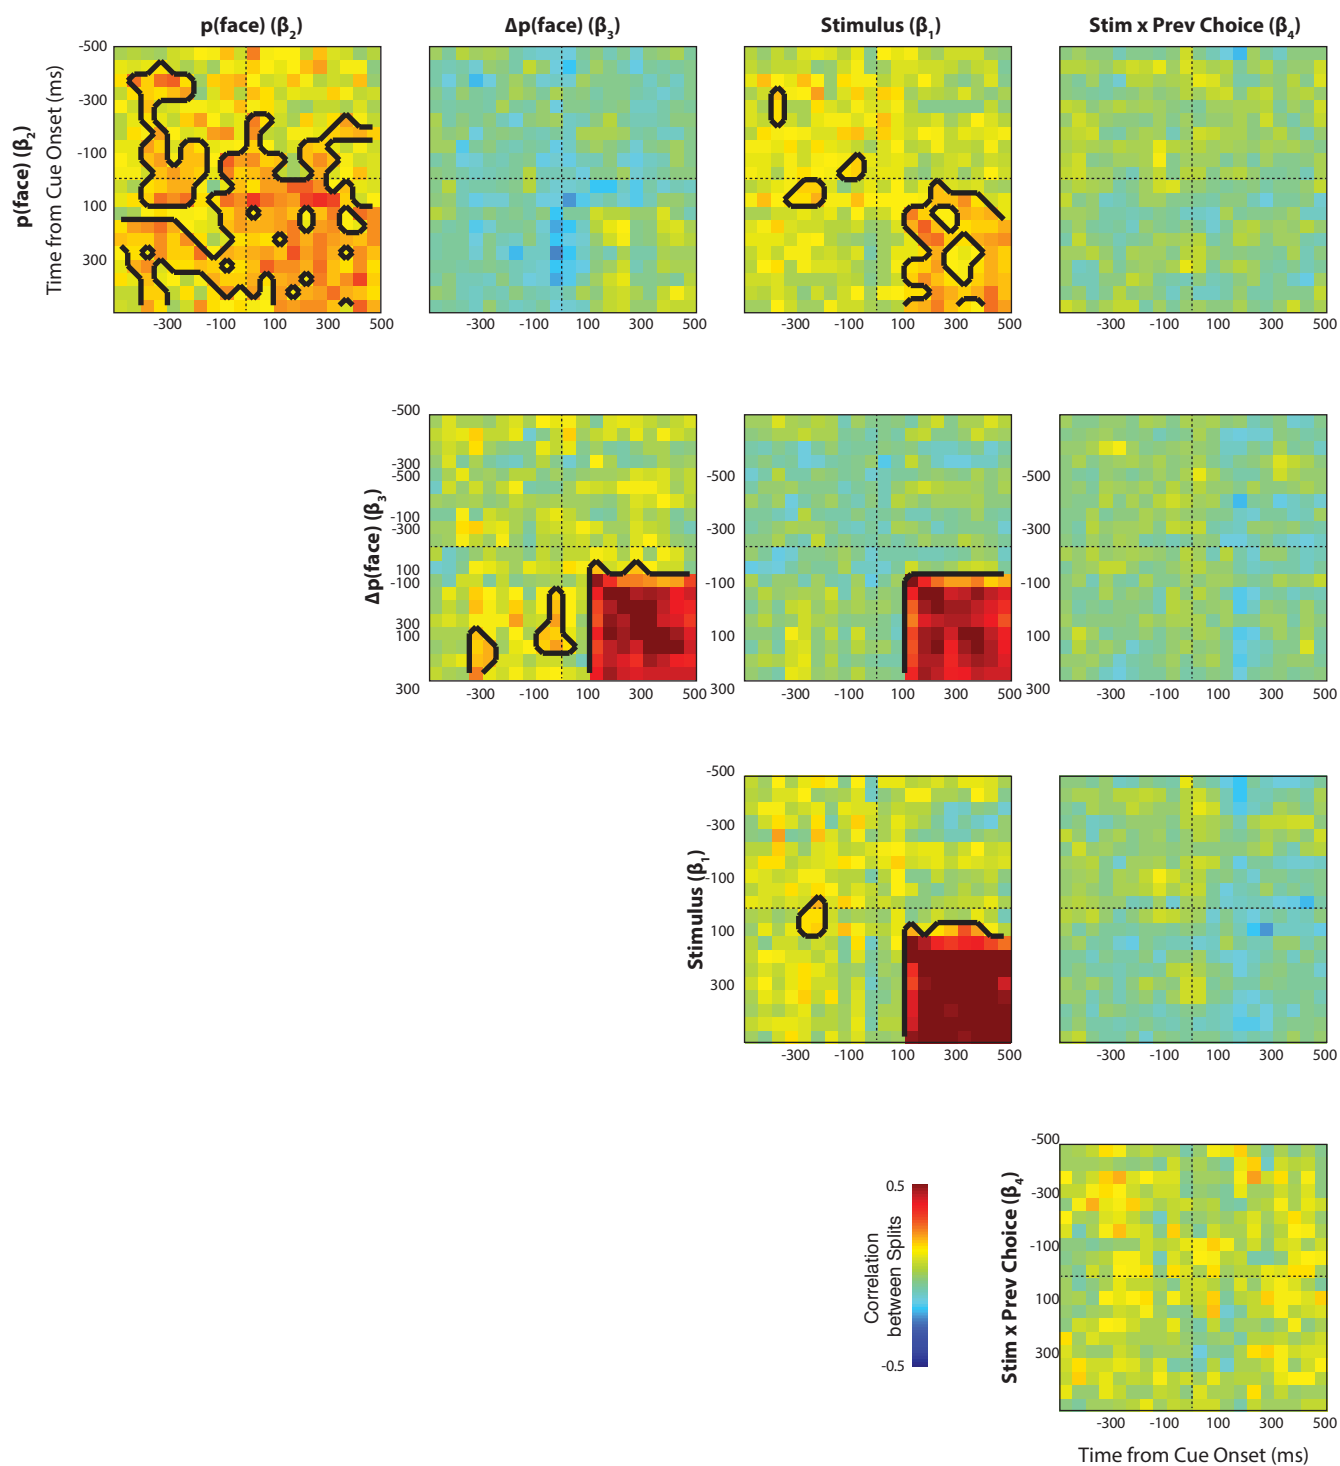 p(face) (β2) Δp(face) (β3) Stimulus (β1) Stim x Prev Choice (β4)
p(face) (β2)
Time from Cue Onset (ms)
-500
-300
-100
100
300
-300 -100 100 300 500
-300 -100 100 300 500
-300 -100 100 300 500
-300 -100 100 300 500
Δp(face) (β3)
-500
-300
-500
-100
-300
100
-100
300
100
300
-500
-300
-100
100
300
-500
-300
-100
100
300
-300 -100 100 300 500
-300 -100 100 300 500
-300 -100 100 300 500
Stimulus (β1)
-500
-300
-100
100
300
-300 -100 100 300 500
-300 -100 100 300 500
Correlation
between Splits
0.5
-0.5
Stim x Prev Choice (β4)
-500
-300
-100
100
300
-300 -100 100 300 500
Time from Cue Onset (ms)